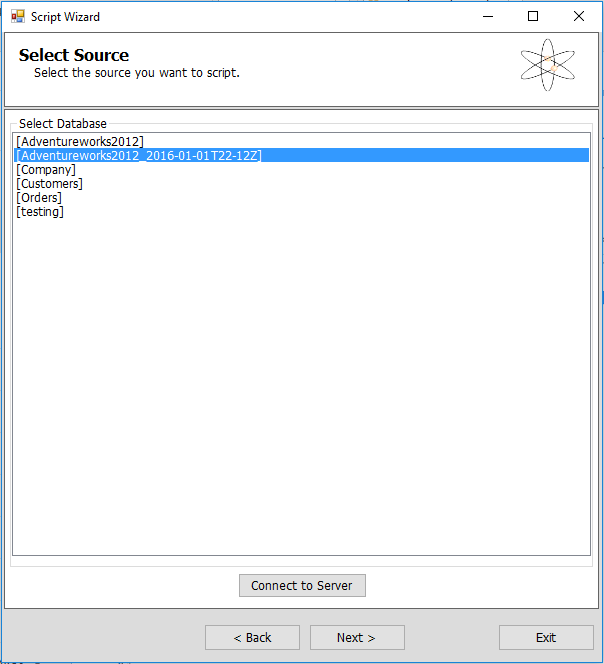 Script Wizard
Select Source
Select the source you want to script.
Select Database
[Adventureworks2012]
[Adventureworks2012_2016-01-01T22-12Z]
[Company]
[Customers]
[Orders]
[testing]
Connect to Server
< Back
Next >
Exit